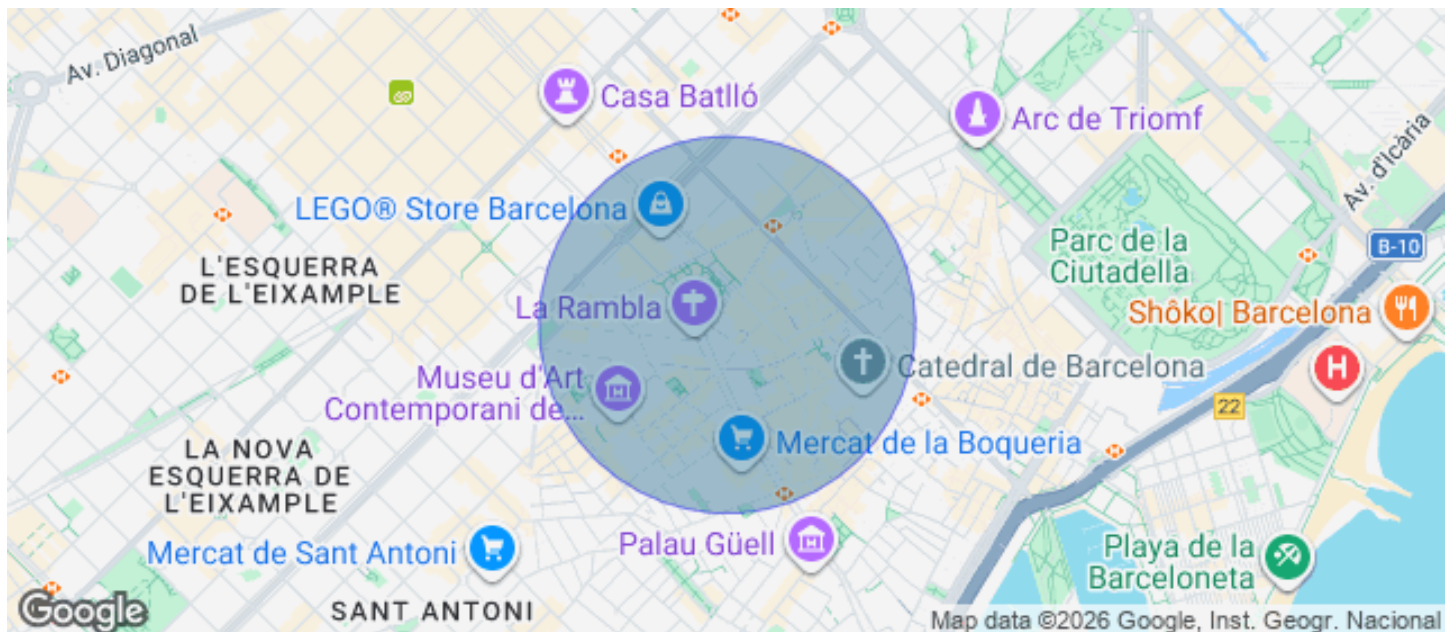 Av. Diagonal
Casa Batlló
Arc de Triomf
Av. d'Icària
LEGO® Store Barcelona
Parc de la
Ciutadella
B-10
L'ESQUERRA
DE L'EIXAMPLE
La Rambla
Shôko| Barcelona
Catedral de Barcelona
H
Museu d'Art
Contemporani de...
22
Mercat de la Boqueria
LA NOVA
ESQUERRA DE
L'EIXAMPLE
Palau Güell
Mercat de Sant Antoni
Playa de la
Barceloneta
Google
SANT ANTONI
Map data ©2026 Google, Inst. Geogr. Nacional